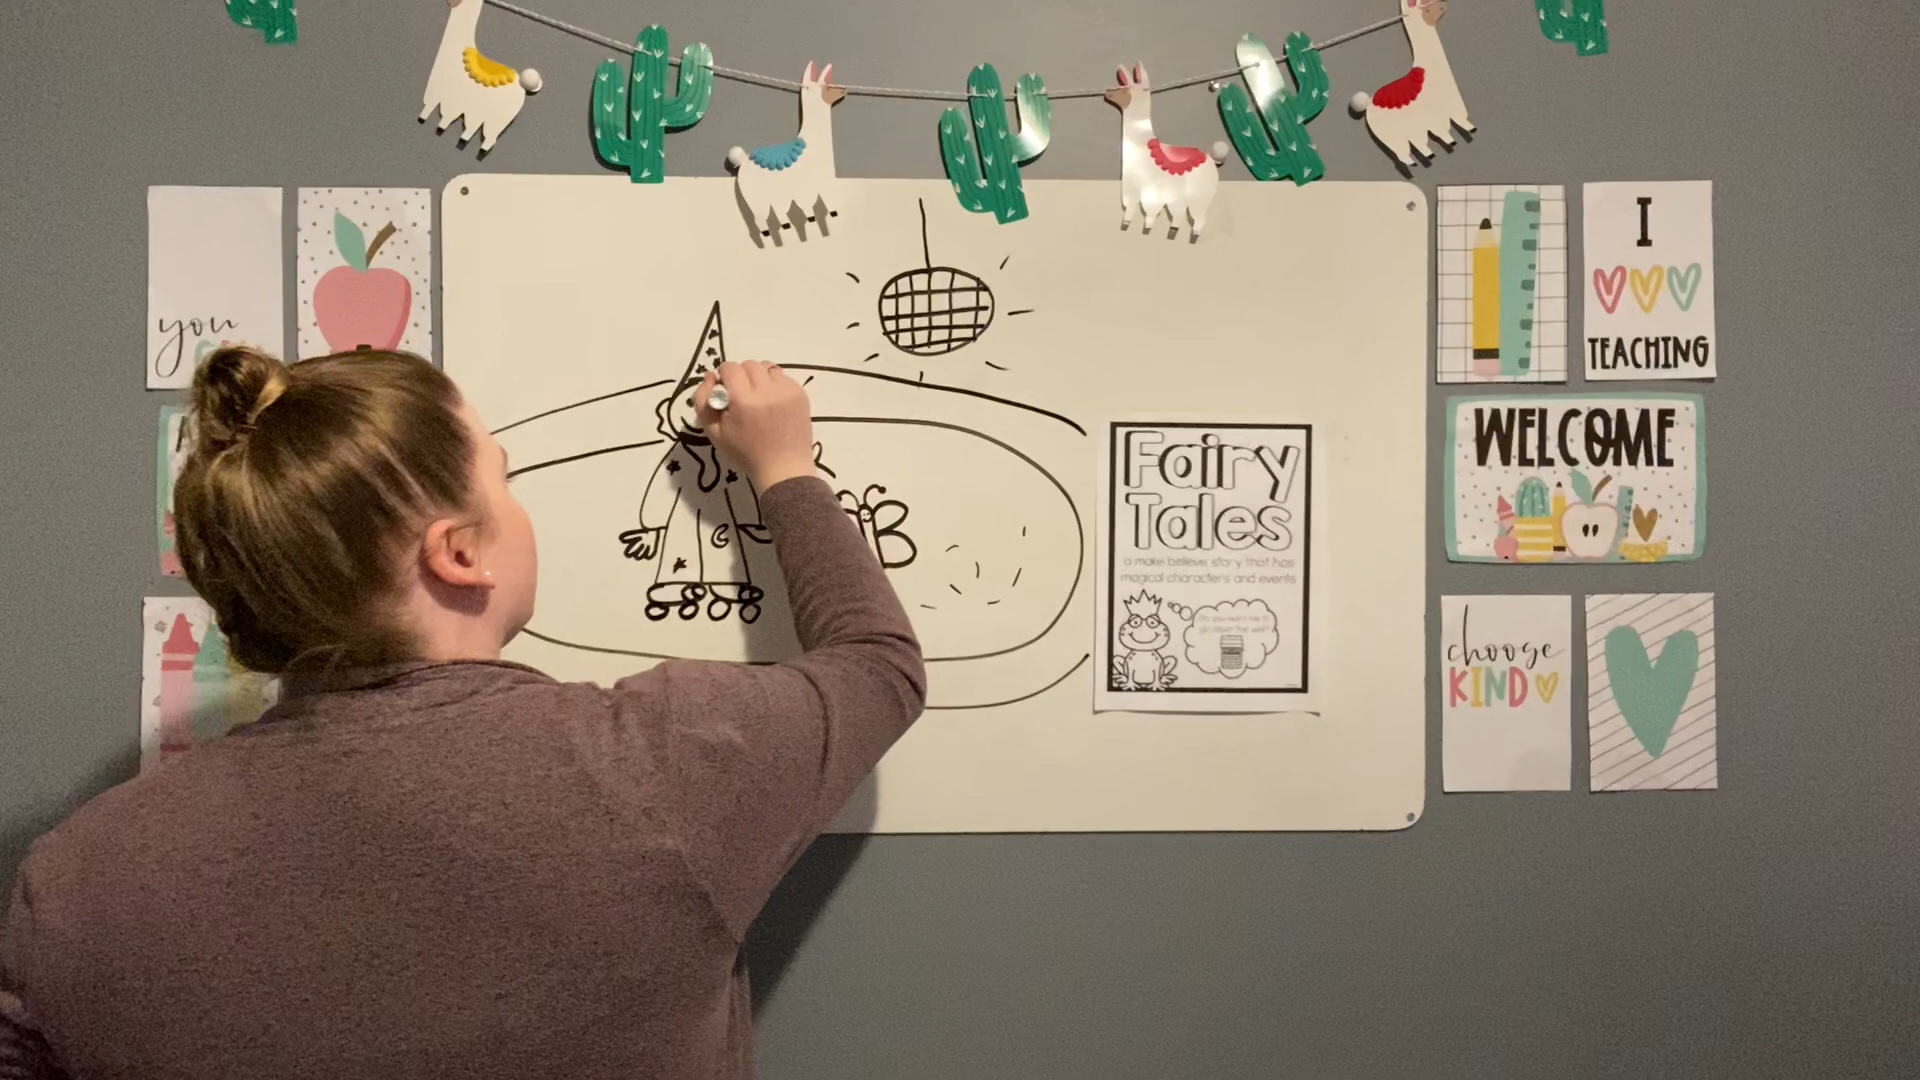 you
Fairy
Tales
a make believe story that has
magical characters and events
I
TEACHING
WELCOME
choose
KIND